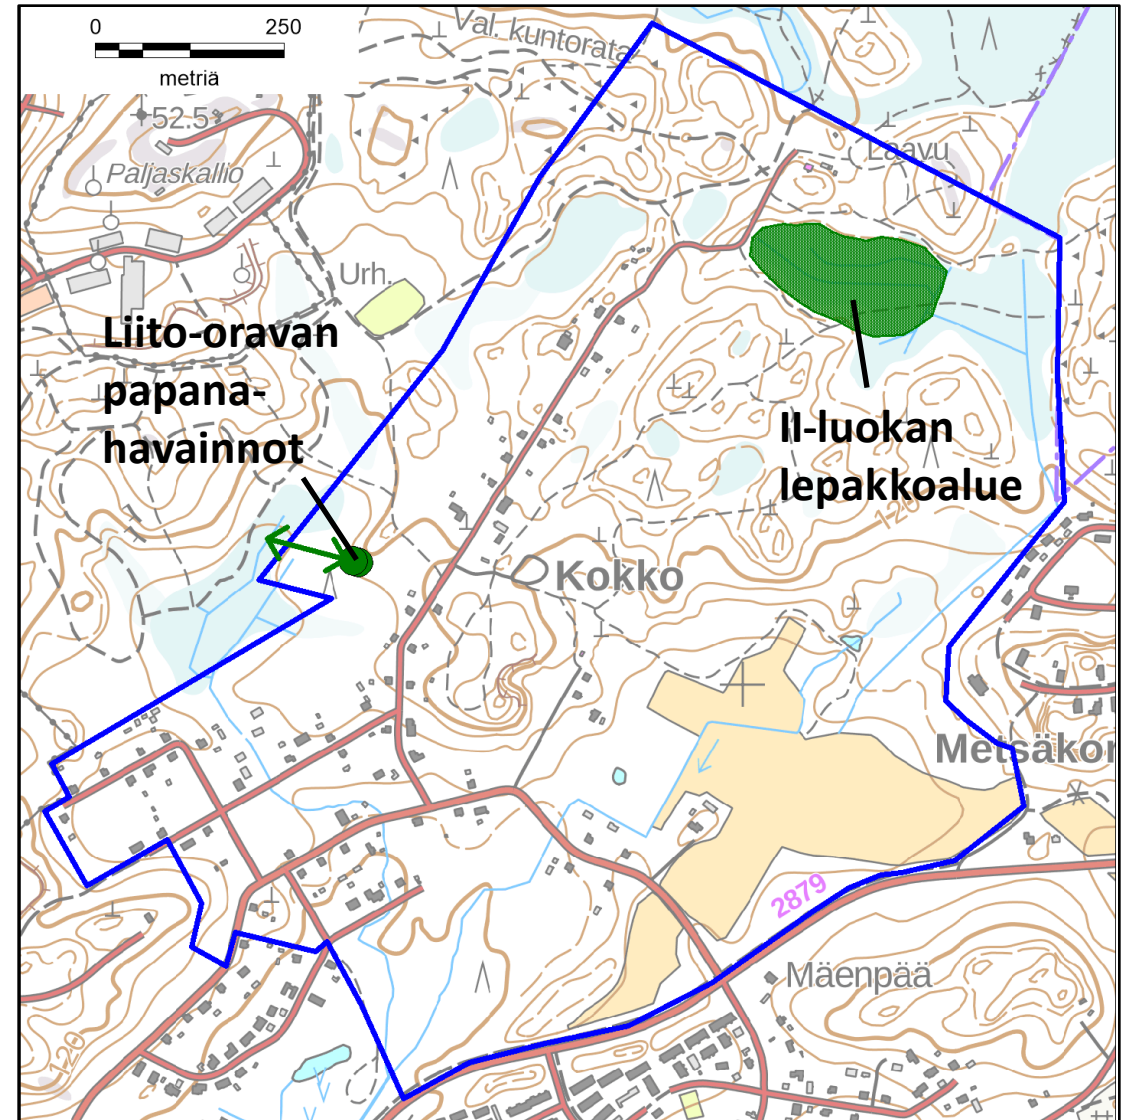 0 250
metriä
Val. kuntorata
52.5
Paljaskallio
Laavu
Urh.
Liito-oravan
papana-
havainnot
II-luokan
lepakkoalue
120
Kokko
Metsäkor
2879
Mäenpää
120